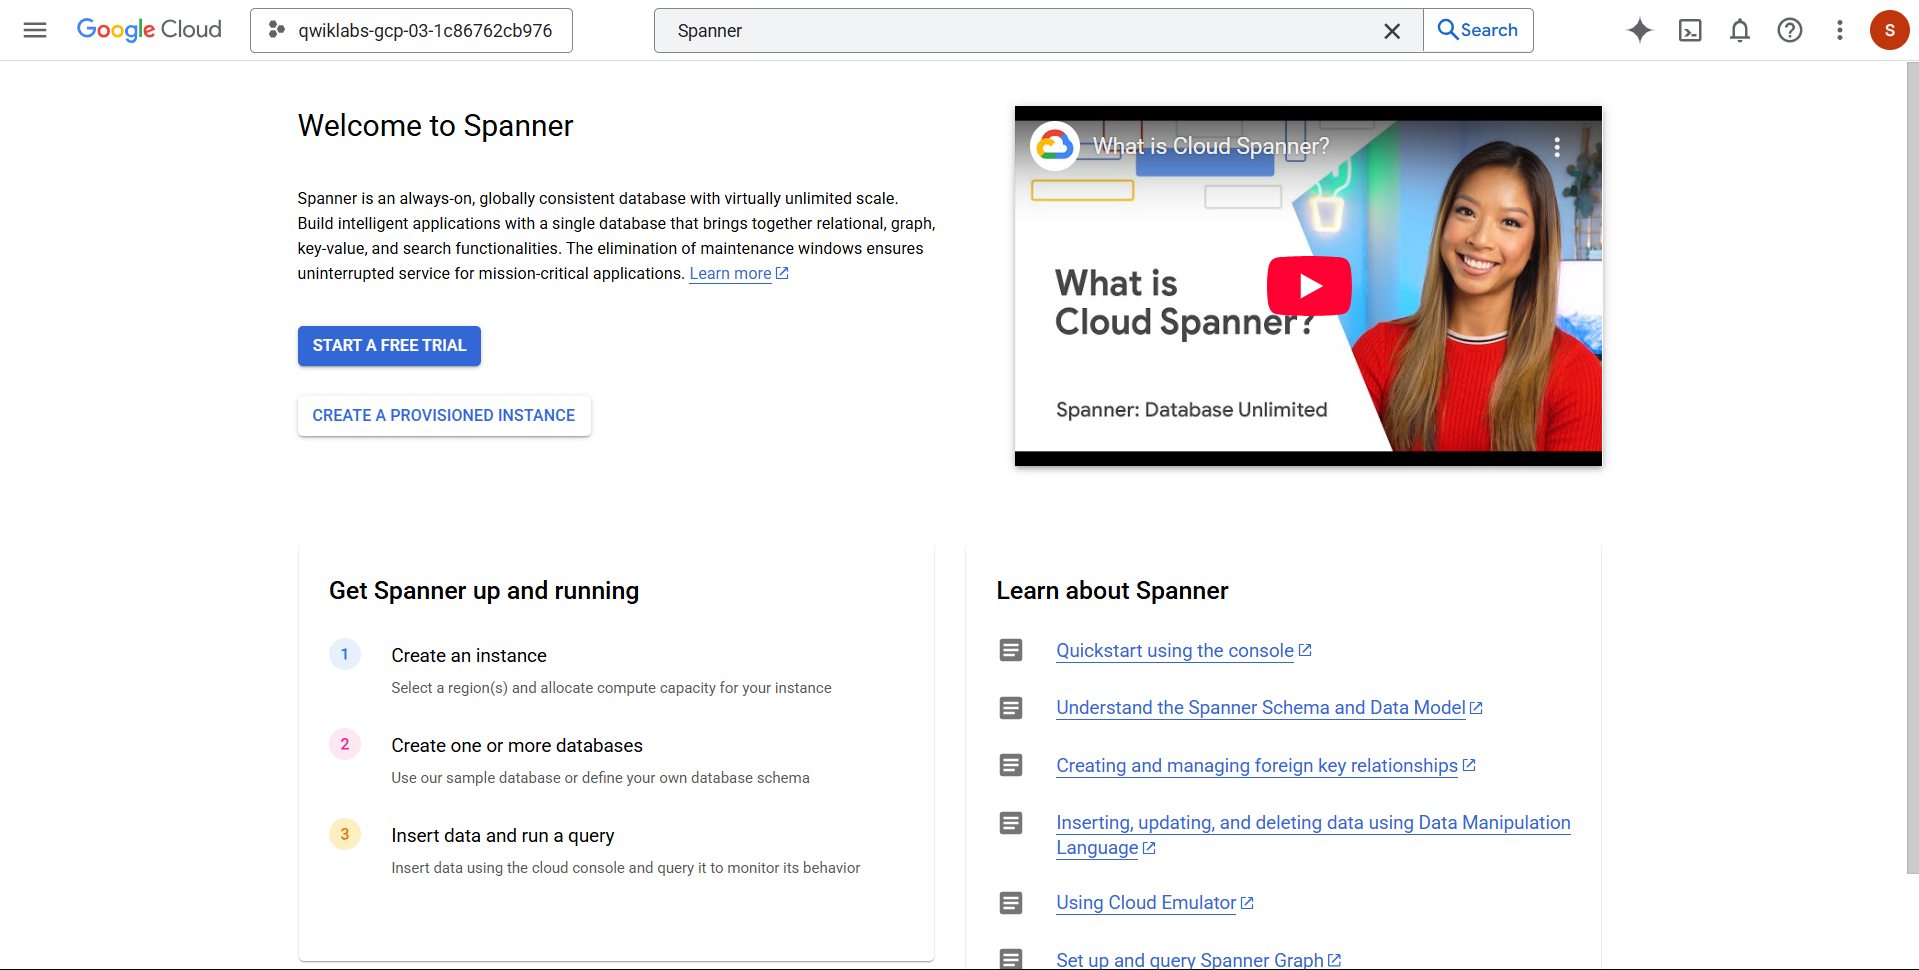 Google Cloud
qwiklabs-gcp-03-1c86762cb976
Spanner
Search
S
Welcome to Spanner
Spanner is an always-on, globally consistent database with virtually unlimited scale.
Build intelligent applications with a single database that brings together relational, graph,
key-value, and search functionalities. The elimination of maintenance windows ensures
uninterrupted service for mission-critical applications. Learn more
START A FREE TRIAL
CREATE A PROVISIONED INSTANCE
What is Cloud Spanner?
What is
Cloud Spanner?
Spanner: Database Unlimited
Get Spanner up and running
1
Create an instance
Select a region(s) and allocate compute capacity for your instance
2
Create one or more databases
Use our sample database or define your own database schema
3
Insert data and run a query
Insert data using the cloud console and query it to monitor its behavior
Learn about Spanner
Quickstart using the console
Understand the Spanner Schema and Data Model
Creating and managing foreign key relationships
Inserting, updating, and deleting data using Data Manipulation
Language
Using Cloud Emulator
Set up and query Spanner Graph